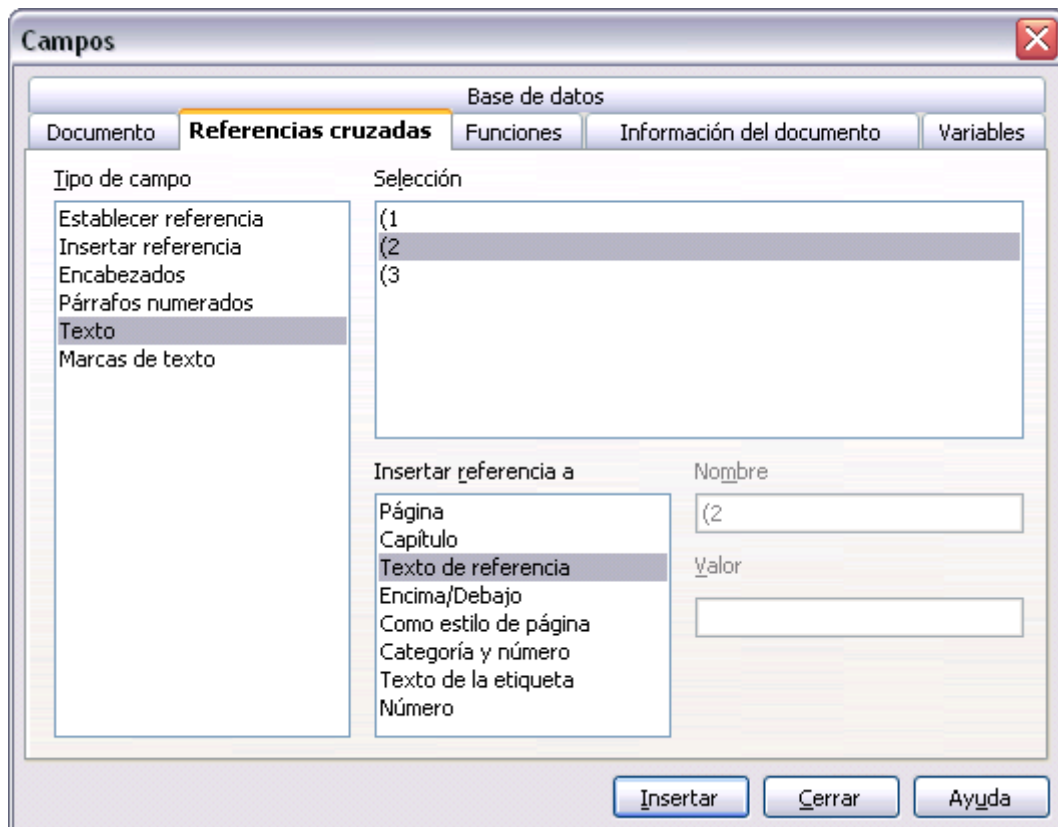 Campos
Base de datos
Documento
Referencias cruzadas
Funciones
Información del documento
Variables
Tipo de campo
Establecer referencia
Insertar referencia
Encabezados
Párrafos numerados
Texto
Marcas de texto
Selección
(1
(2
(3
Insertar referencia a
Página
Capítulo
Texto de referencia
Encima/Debajo
Como estilo de página
Categoría y número
Texto de la etiqueta
Número
Nombre
(2
Valor
Insertar
Cerrar
Ayuda